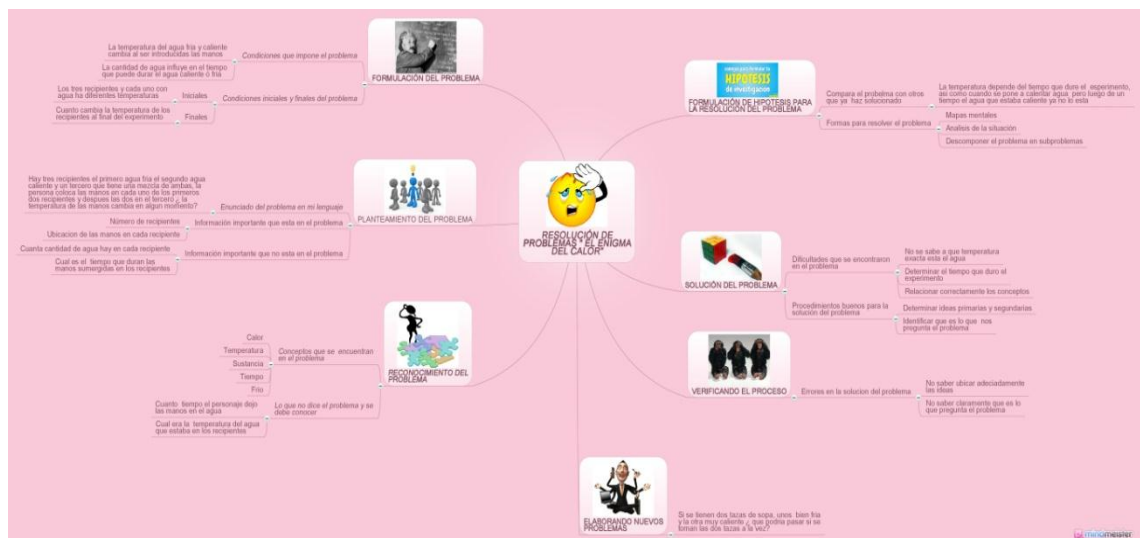 RESOLUCIÓN DE
PROBLEMAS " EL ENIGMA
DEL CALOR"
FORMULACIÓN DEL PROBLEMA
Condiciones que impone el problema
La temperatura del agua fria y caliente
cambia al ser introducidas las manos
La cantidad de agua influye en el tiempo
que puede durar el agua caliente o fria
Condiciones iniciales y finales del problema
Iniciales
Los tres recipientes y cada uno con
agua ha diferentes temperaturas
Finales
Cuanto cambia la temperatura de los
recipientes al final del experimento
PLANTEAMIENTO DEL PROBLEMA
Enunciado del problema en mi lenguaje
Hay tres recipientes el primero agua fria el segundo agua
caliente y un tercero que tiene una mezcla de ambas, la
persona coloca las manos en cada uno de los primeros
dos recipientes y despues las dos en el tercero ¿ la
temperatura de las manos cambia en algun momento?
Información importante que esta en el problema
Número de recipientes
Ubicacion de las manos en cada recipiente
Información importante que no esta en el problema
Cuanta cantidad de agua hay en cada recipiente
Cual es el tiempo que duran las
manos sumergidas en los recipientes
RECONOCIMIENTO DEL
PROBLEMA
Conceptos que se encuentran
en el problema
Calor
Temperatura
Sustancia
Tiempo
Frio
Lo que no dice el problema y se
debe conocer
Cuanto tiempo el personaje dejo
las manos en el agua
Cual era la temperatura del agua
que estaba en los recipientes
HIPOTESIS
de investigacion
FORMULACIÓN DE HIPOTESIS PARA
LA RESOLUCIÓN DEL PROBLEMA
Compara el probelma con otros
que ya haz solucionado
La temperatura depende del tiempo que dure el experimento,
asi como cuando se pone a calentar agua pero luego de un
tiempo el agua que estaba caliente ya no lo esta
Formas para resolver el problema
Mapas mentales
Analisis de la situación
Descomponer el problema en subproblemas
SOLUCIÓN DEL PROBLEMA
Dificultades que se encontraron
en el problema
No se sabe a que temperatura
exacta esta el agua
Determinar el tiempo que duro el
experimento
Relacionar correctamente los conceptos
Procedimientos buenos para la
solución del problema
Determinar ideas primarias y segundarias
Identificar que es lo que nos
pregunta el problema
VERIFICANDO EL PROCESO
Errores en la solucion del problema
No saber ubicar adeciadamente
las ideas
No saber claramente que es lo
que pregunta el problema
ELABORANDO NUEVOS
PROBLEMAS
Si se tienen dos tazas de sopa, unos bien fria
y la otra muy caliente ¿ que podria pasar si se
toman las dos tazas a la vez?
mindmeister